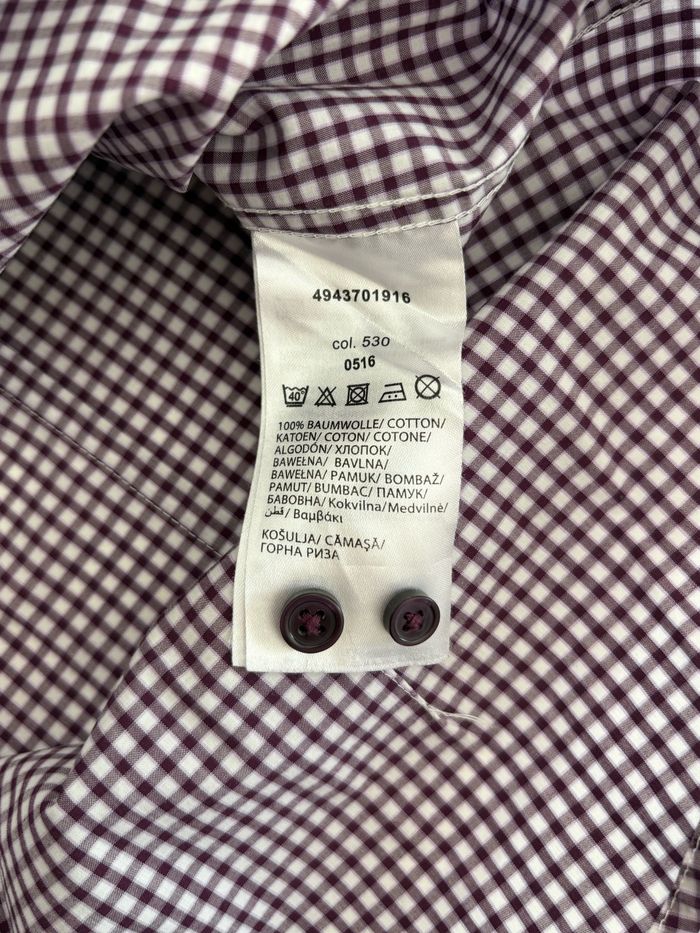 4943701916
col. 530
0516
40°
100% BAUMWOLLE/ COTTON/
KATOEN/ COTON/ COTONE/
ALGODÓN/ ХЛОПОК/
BAWEŁNA/ BAVLNA/
BAWEŁNA/ PAMUK/ BOMBAŽ/
PAMUT/ BUMBAC/ ПАМУК/
БАВОВНА/ Kokvilna/Medvilnė/
قطن/ Βαμβάκι
KOŠULJA/ CĂMAŞĂ/
ГОРНА РИЗА